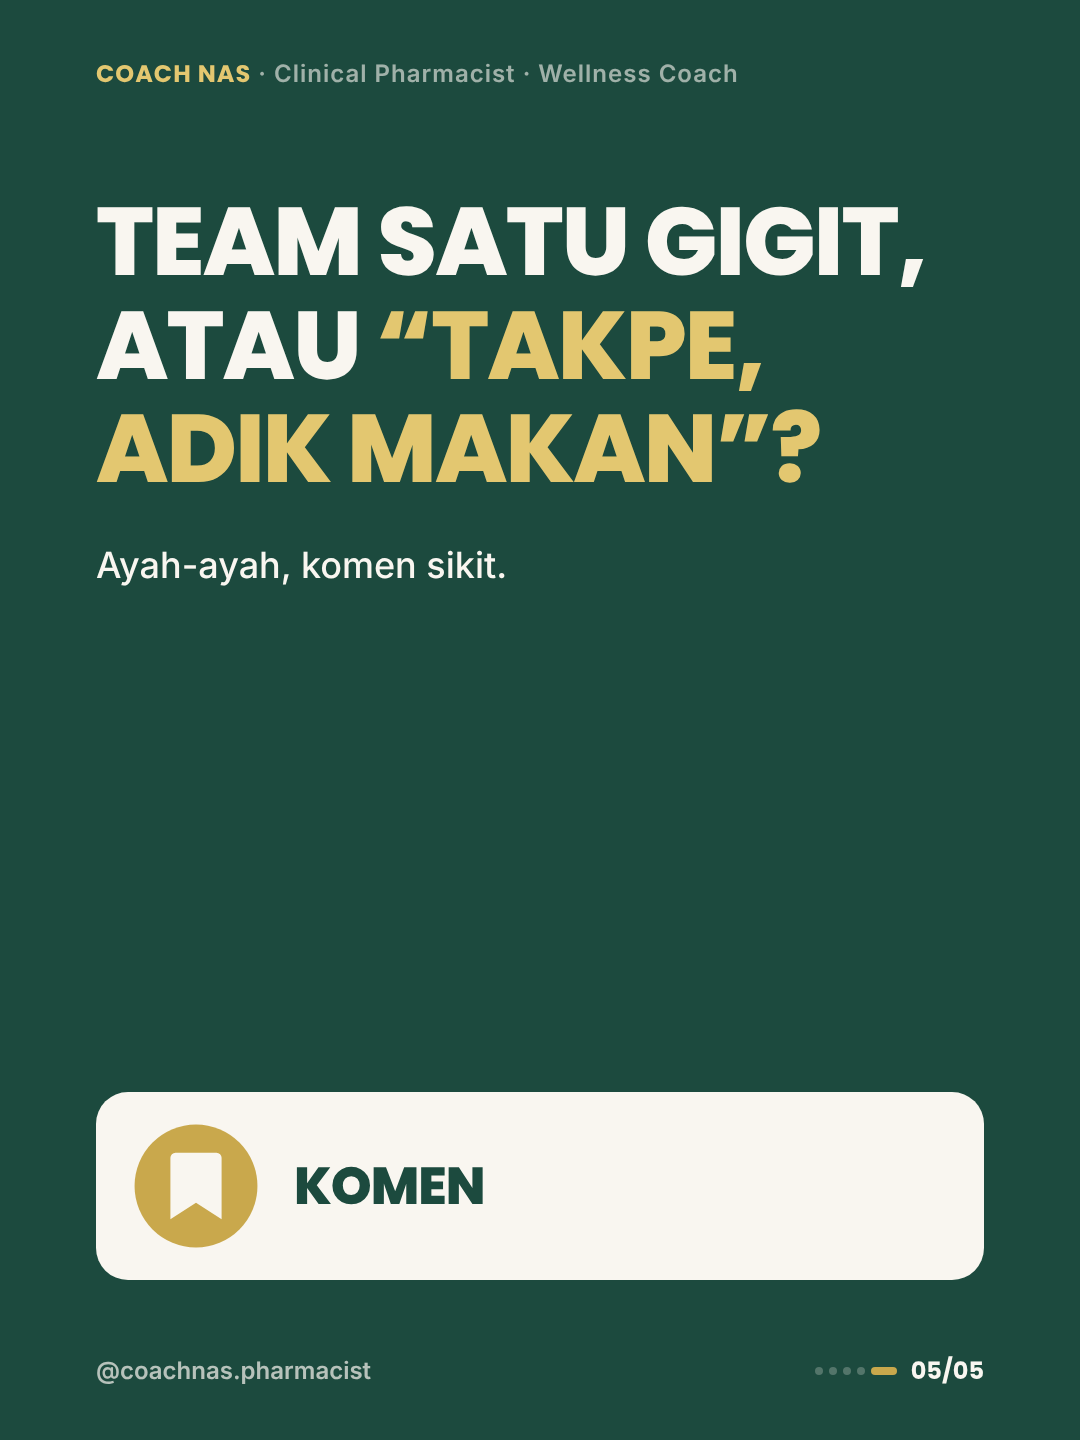 COACH NAS · Clinical Pharmacist · Wellness Coach
TEAM SATU GIGIT,
ATAU “TAKPE,
ADIK MAKAN”?
Ayah-ayah, komen sikit.
KOMEN
@coachnas.pharmacist
05/05